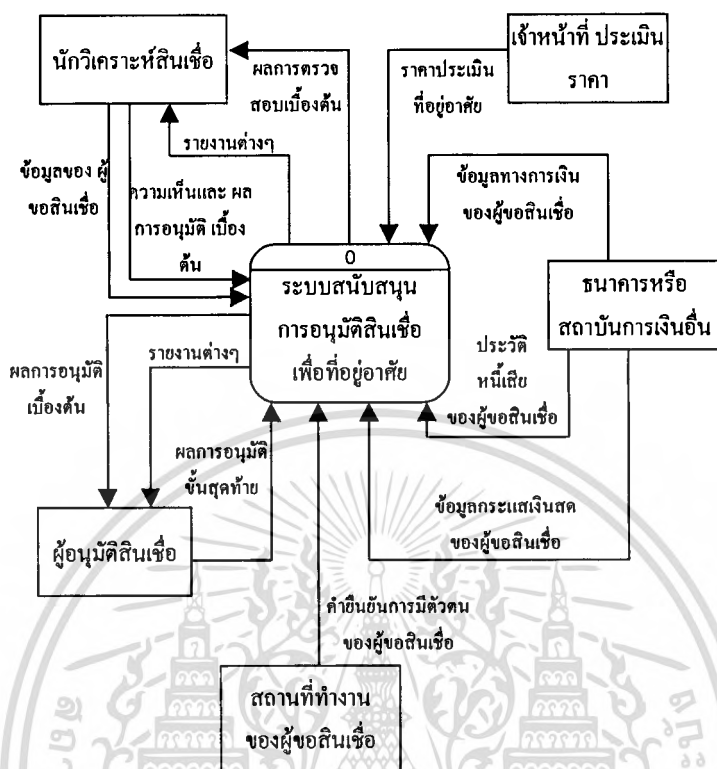 นักวิเคราะห์สินเชื่อ
ผลการตรวจ
สอบเบื้องต้น
ราคาประเมิน
ที่อยู่อาศัย
เจ้าหน้าที่ ประเมิน
ราคา
รายงานต่างๆ
ข้อมูลของ ผู้
ขอสินเชื่อ
ความเห็นและ ผล
การอนุมัติ เบื้อง
ต้น
ข้อมูลทางการเงิน
ของผู้ขอสินเชื่อ
0
ระบบสนับสนุน
การอนุมัติสินเชื่อ
เพื่อที่อยู่อาศัย
ธนาคารหรือ
สถาบันการเงินอื่น
ประวัติ
หนี้เสีย
ของผู้ขอสินเชื่อ
ผลการอนุมัติ
เบื้องต้น
รายงานต่างๆ
ผลการอนุมัติ
ขั้นสุดท้าย
ข้อมูลกระแสเงินสด
ของผู้ขอสินเชื่อ
ผู้อนุมัติสินเชื่อ
คำยืนยันการมีตัวตน
ของผู้ขอสินเชื่อ
สถานที่ทำงาน
ของผู้ขอสินเชื่อ